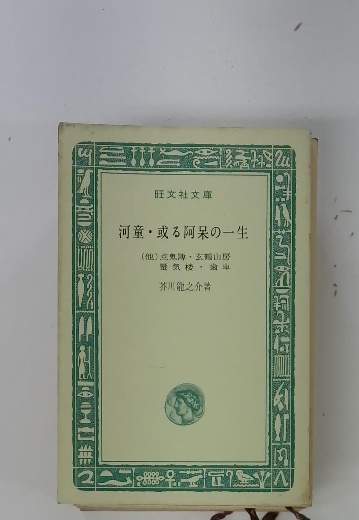 旺文社文庫
河童・或る阿呆の一生
(他)点鬼簿・玄鶴山房
蜃気楼・歯車
芥川龍之介著